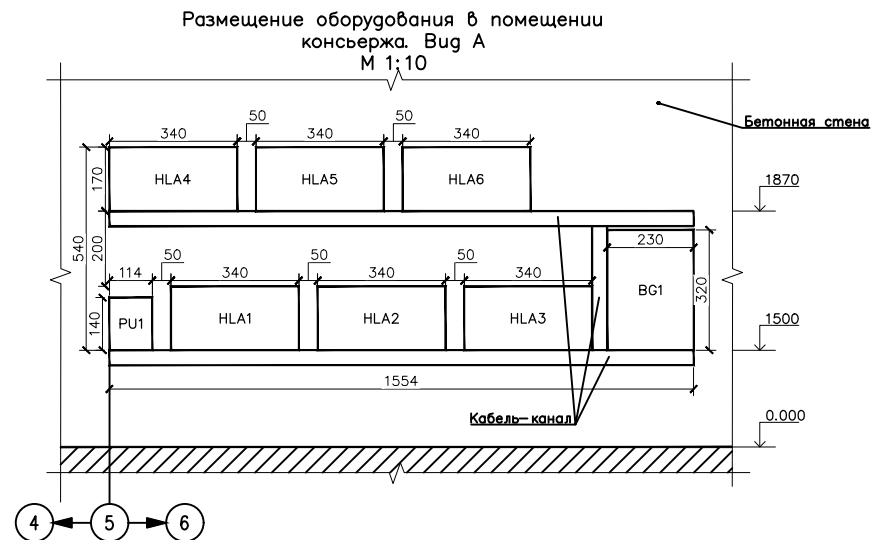 Размещение оборудования в помещении
консьержа. Вид А
М 1:10
Бетонная стена
340 50 340 50 340
HLA4 HLA5 HLA6
170
1870
540
200
230
114 50 340 50 340 50 340
320
BG1
140
PU1 HLA1 HLA2 HLA3
1500
1554
Кабель-канал
0.000
4 5 6